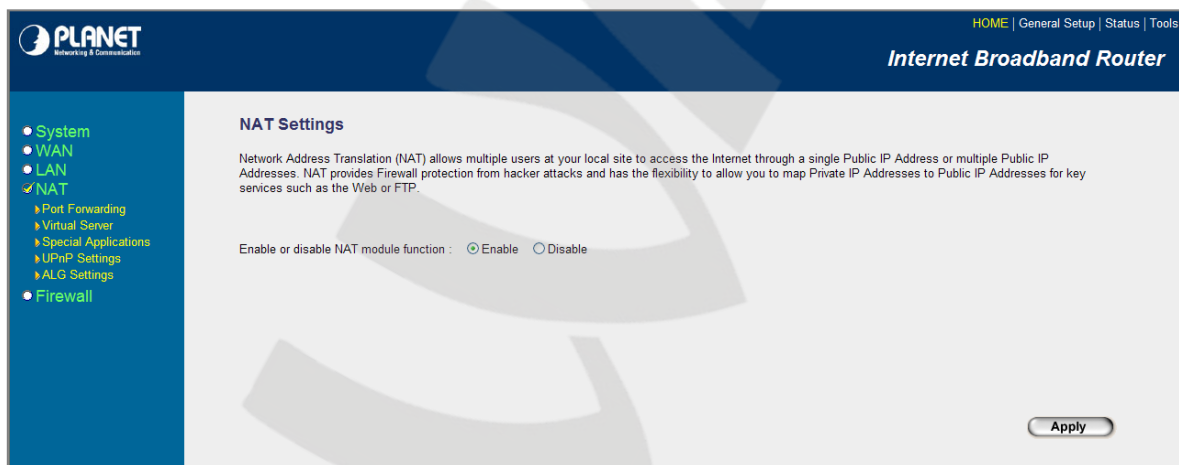 PLANET
Networking & Communication
HOME | General Setup | Status | Tools
Internet Broadband Router
System
WAN
LAN
NAT
Port Forwarding
Virtual Server
Special Applications
UPnP Settings
ALG Settings
Firewall
NAT Settings
Network Address Translation (NAT) allows multiple users at your local site to access the Internet through a single Public IP Address or multiple Public IP
Addresses. NAT provides Firewall protection from hacker attacks and has the flexibility to allow you to map Private IP Addresses to Public IP Addresses for key
services such as the Web or FTP.
Enable or disable NAT module function : Enable Disable
Apply